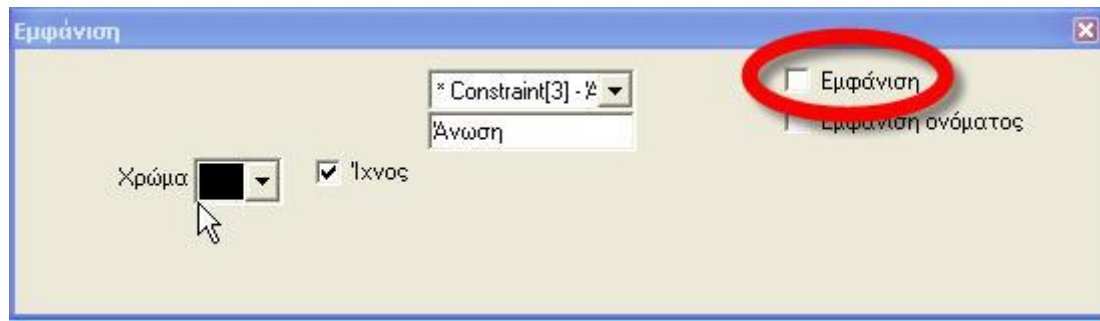 Εμφάνιση
* Constraint[3] - Ά
Εμφάνιση
Άνωση
Εμφάνιση ονόματος
Χρώμα
Ίχνος